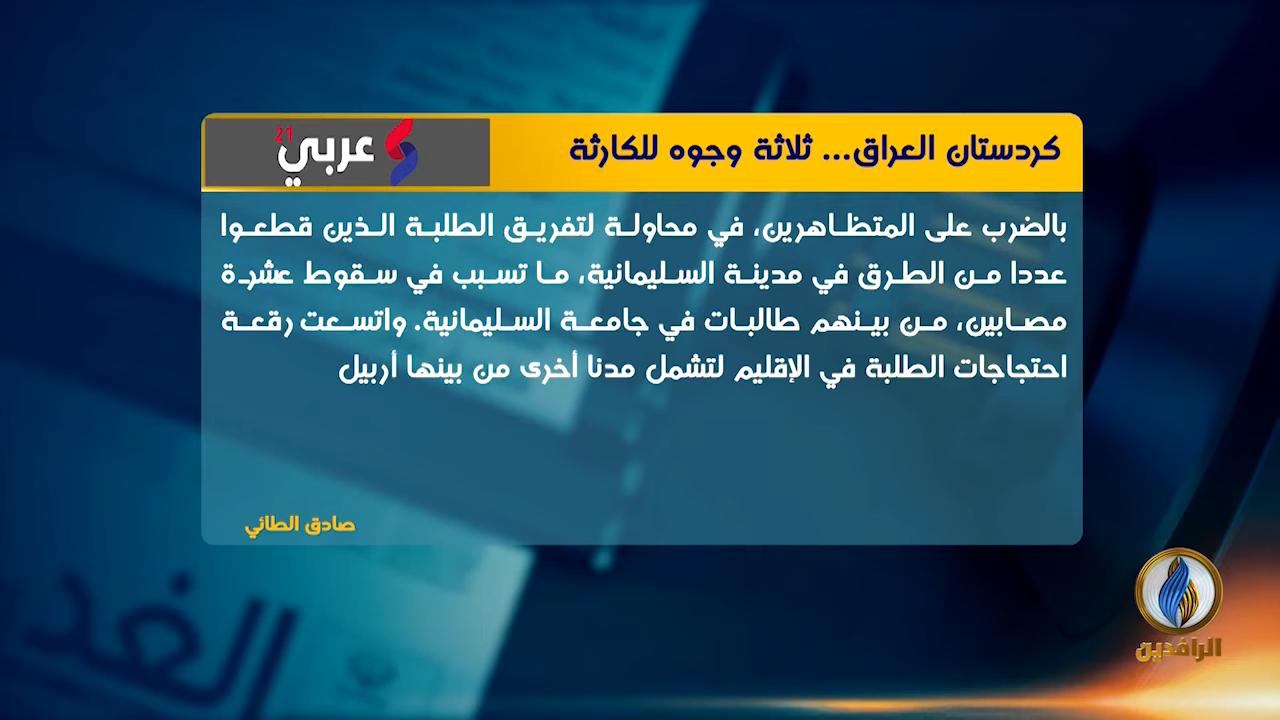 كردستان العراق... ثلاثة وجوه للكارثة
عربي 21
بالضرب على المتظاهرين، في محاولة لتفريق الطلبة الذين قطعوا
عددا من الطرق في مدينة السليمانية، ما تسبب في سقوط عشرة
مصابين، من بينهم طالبات في جامعة السليمانية. واتسعت رقعة
احتجاجات الطلبة في الإقليم لتشمل مدنا أخرى من بينها أربيل
صادق الطائي
الغد
الرافدين